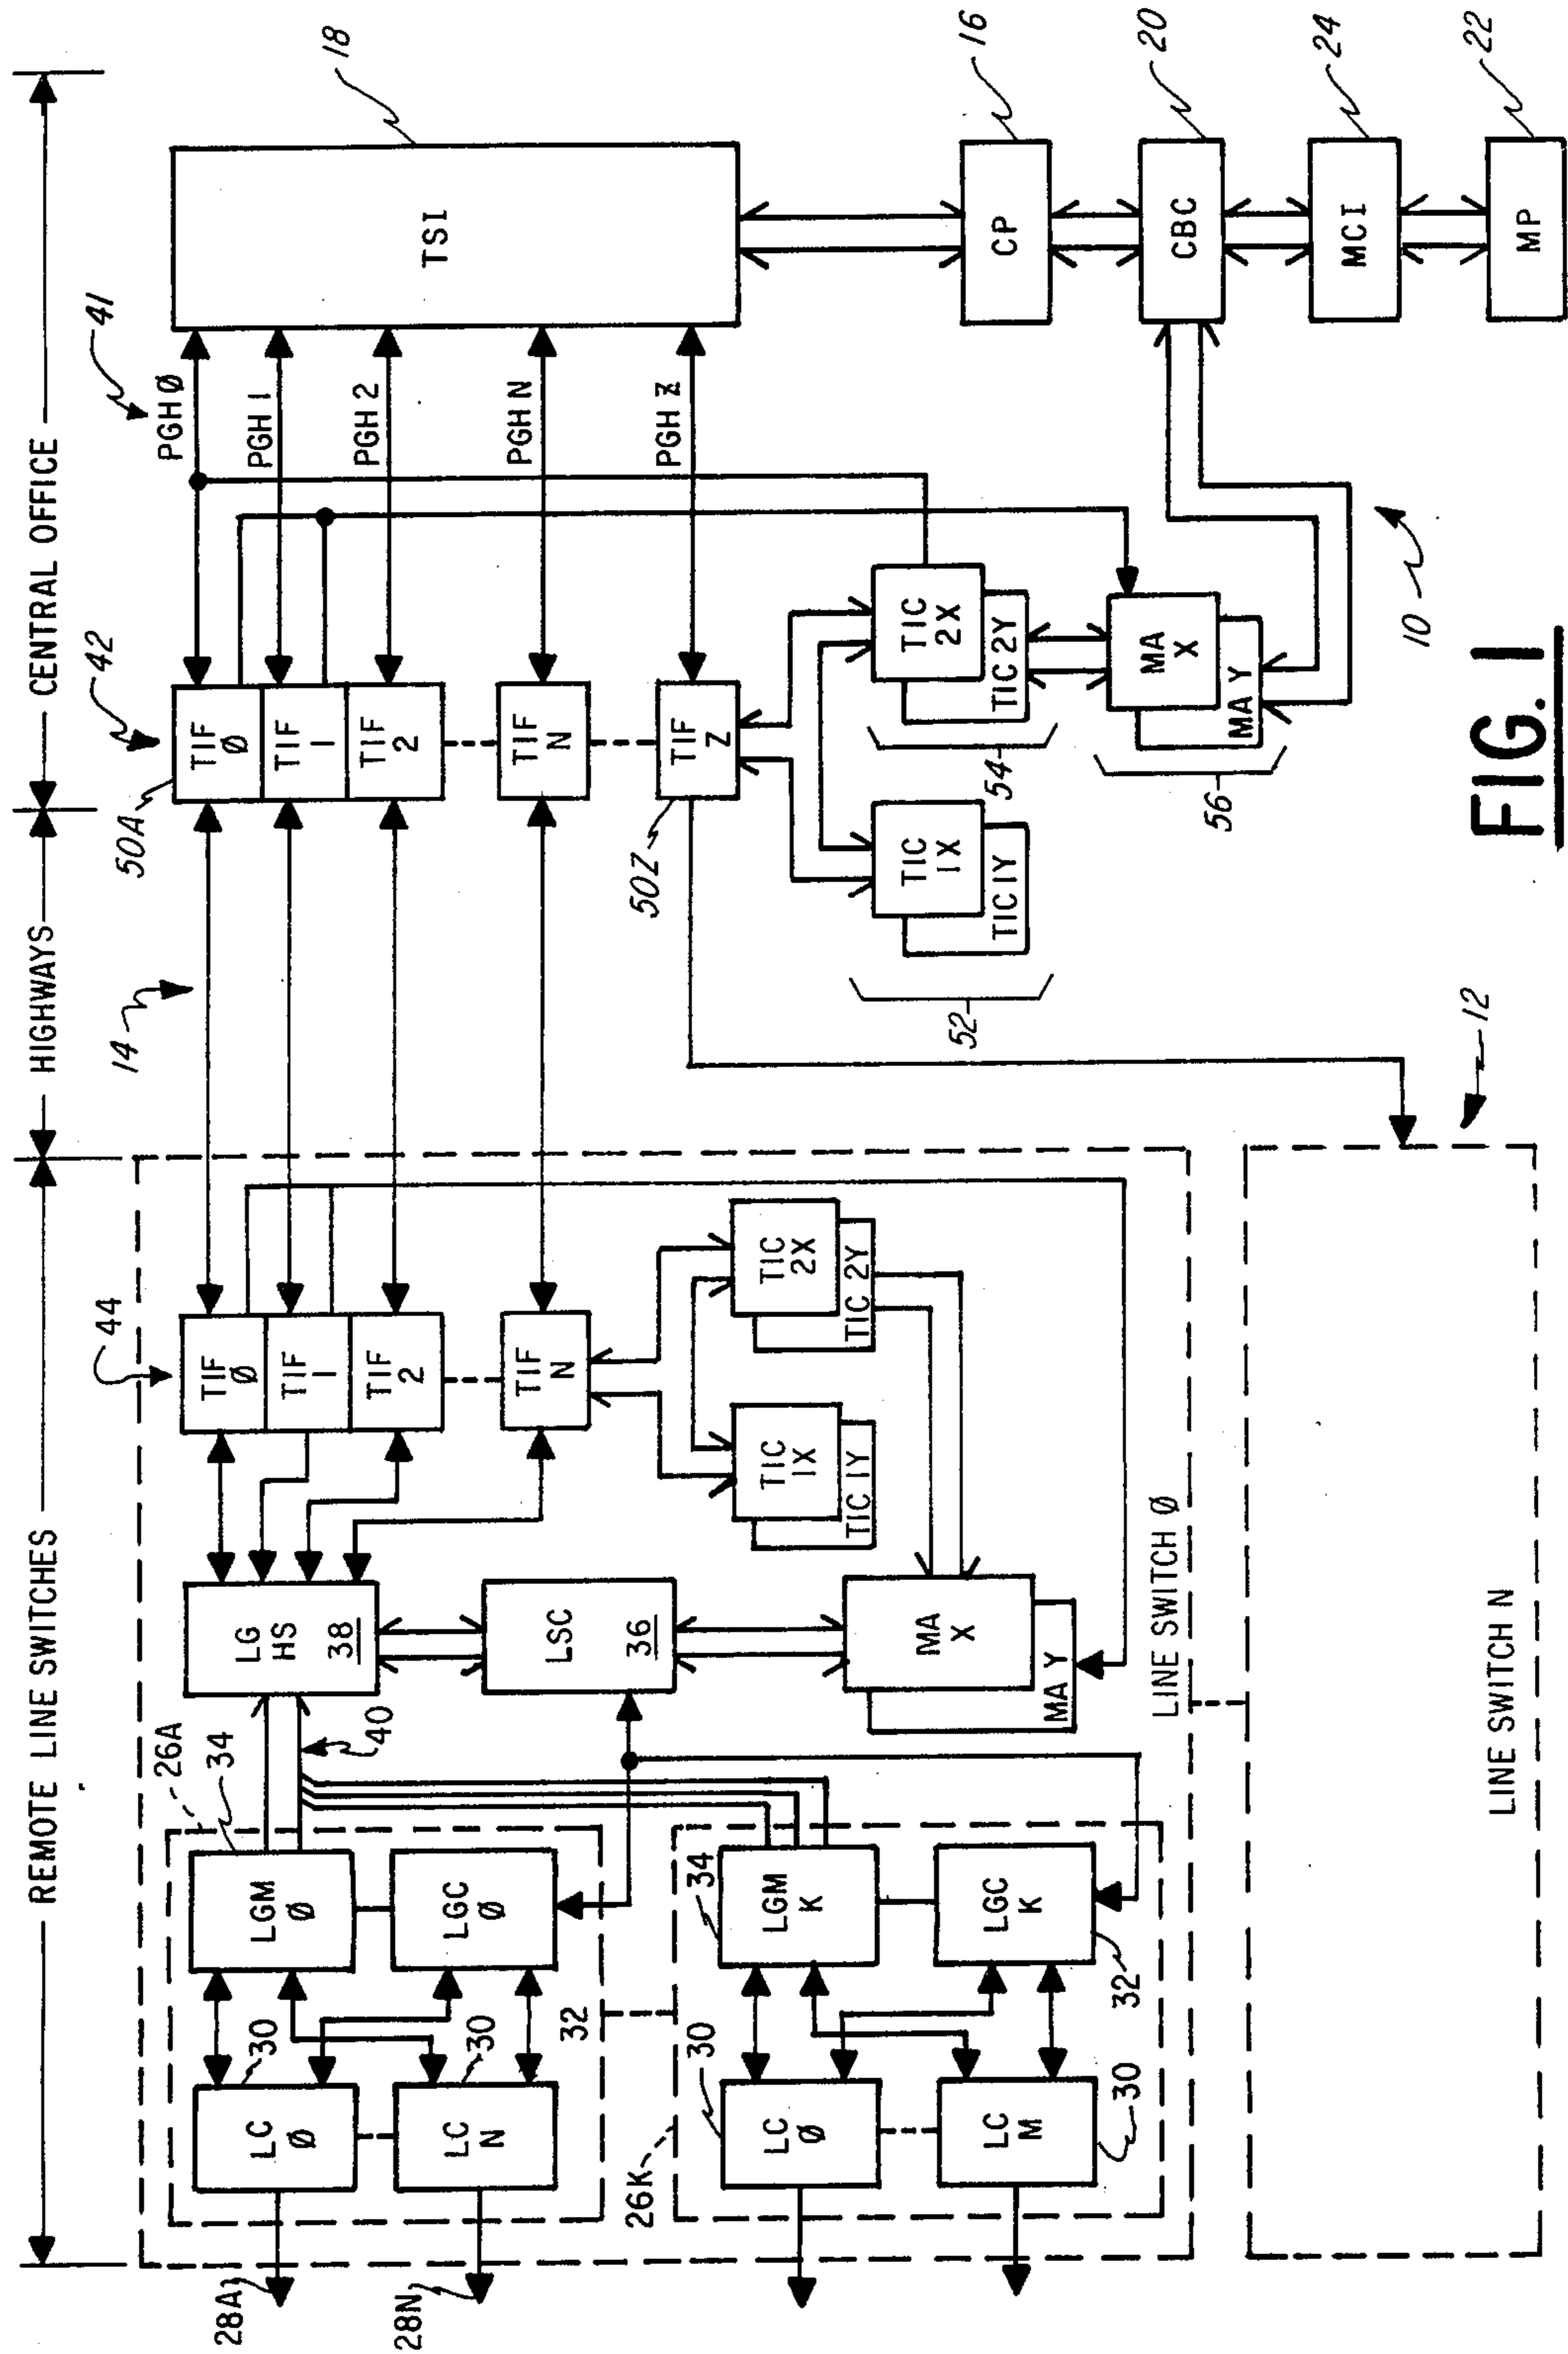 REMOTE LINE SWITCHES
HIGHWAYS
CENTRAL OFFICE
28A
28N
26A
34
LC
Ø
30
LC
N
30
LGM
Ø
LGC
Ø
32
40
LG
HS
38
LSC
36
MA
X
MA Y
44
TIF
Ø
TIF
1
TIF
2
TIF
N
TIC
1X
TIC 1Y
TIC
2X
TIC 2Y
26K
30
34
LC
Ø
LC
M
30
LGM
K
LGC
K
32
LINE SWITCH Ø
LINE SWITCH N
12
14
50A
42
TIF
Ø
TIF
1
TIF
2
TIF
N
TIF
Z
50Z
41
PGH Ø
PGH 1
PGH 2
PGH N
PGH Z
18
TSI
TIC
1X
TIC 1Y
52
TIC
2X
TIC 2Y
54
MA
X
MA Y
56
CP
16
CBC
20
MCI
24
MP
22
10
FIG. 1